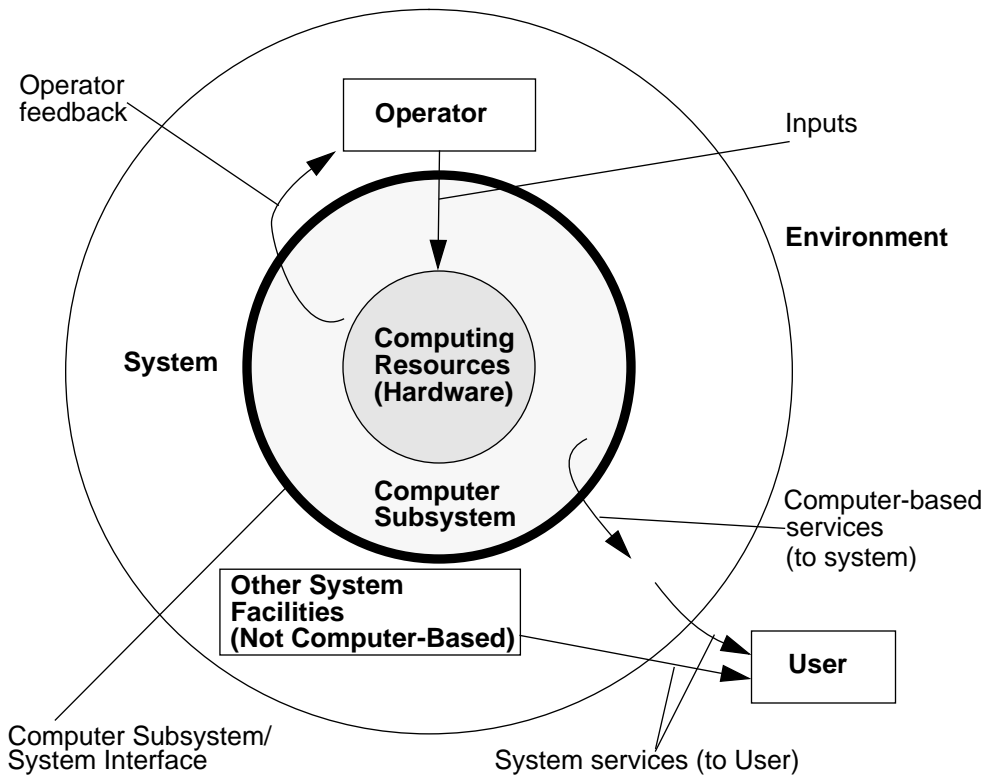 Operator
feedback
Operator
Inputs
Environment
System
Computing
Resources
(Hardware)
Computer
Subsystem
Computer-based
services
(to system)
Other System
Facilities
(Not Computer-Based)
User
Computer Subsystem/
System Interface
System services (to User)